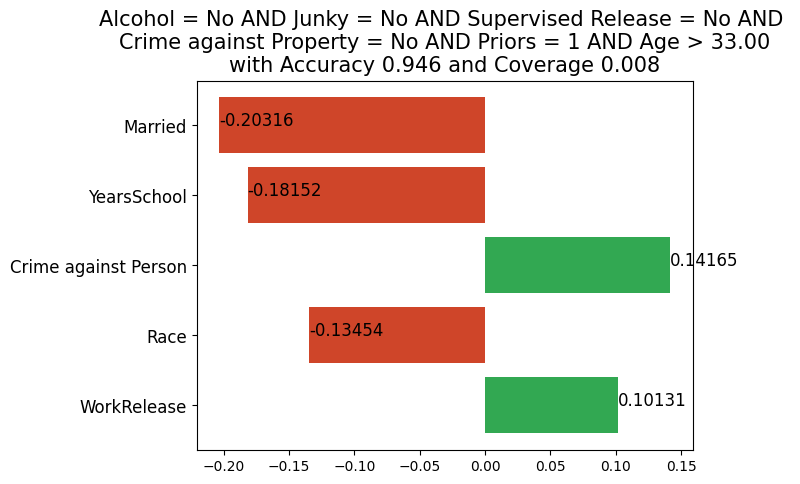 Alcohol = No AND Junky = No AND Supervised Release = No AND
Crime against Property = No AND Priors = 1 AND Age > 33.00
with Accuracy 0.946 and Coverage 0.008
Married
-0.20316
YearsSchool
-0.18152
Crime against Person
0.14165
Race
-0.13454
WorkRelease
0.10131
−0.20 −0.15 −0.10 −0.05 0.00 0.05 0.10 0.15